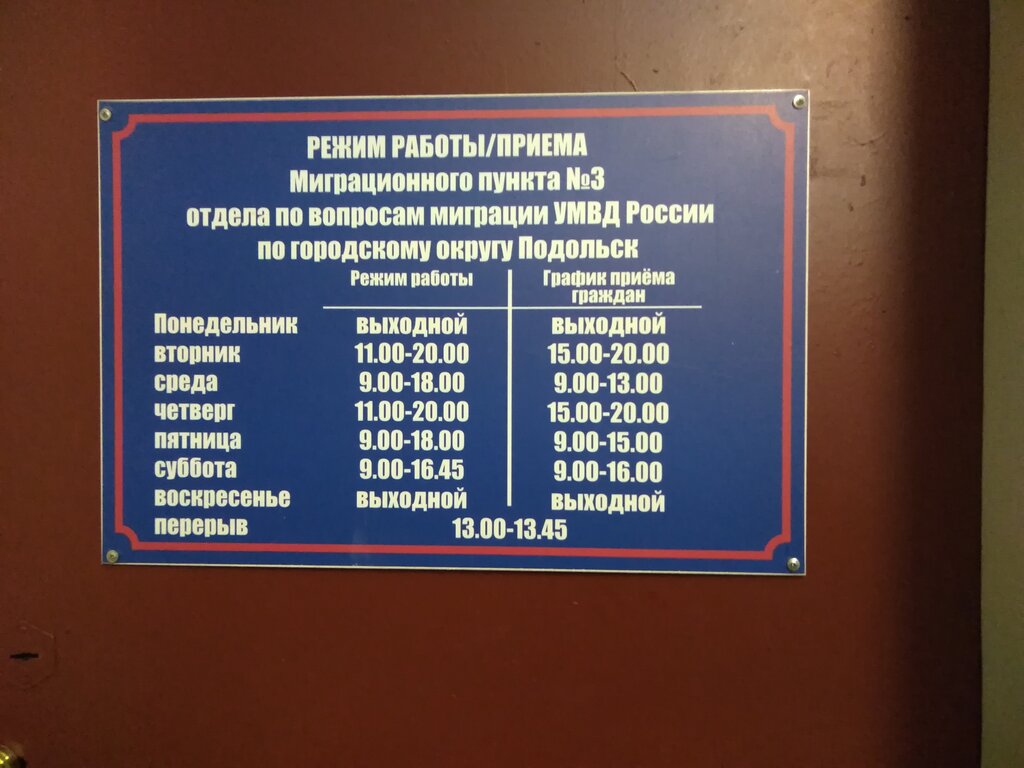 РЕЖИМ РАБОТЫ/ПРИЕМА
Миграционного пункта №3
отдела по вопросам миграции УМВД России
по городскому округу Подольск
Режим работы График приёма граждан
Понедельник выходной выходной
вторник 11.00-20.00 15.00-20.00
среда 9.00-18.00 9.00-13.00
четверг 11.00-20.00 15.00-20.00
пятница 9.00-18.00 9.00-15.00
суббота 9.00-16.45 9.00-16.00
воскресенье выходной выходной
перерыв 13.00-13.45